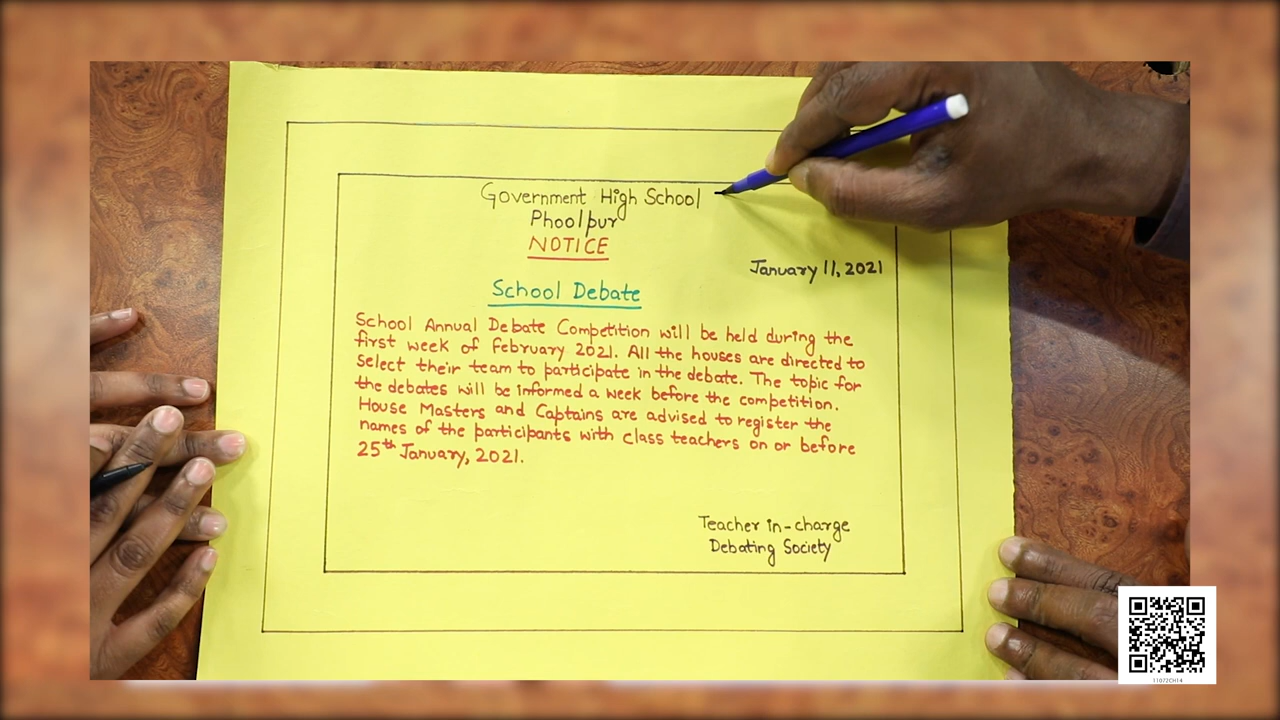 Government High School
Phoolpur
NOTICE
January 11, 2021
School Debate
School Annual Debate Competition will be held during the
first week of February 2021. All the houses are directed to
select their team to participate in the debate. The topic for
the debates will be informed a week before the competition.
House Masters and Captains are advised to register the
names of the participants with class teachers on or before
25th January, 2021.
Teacher in-charge
Debating Society
11072CH14